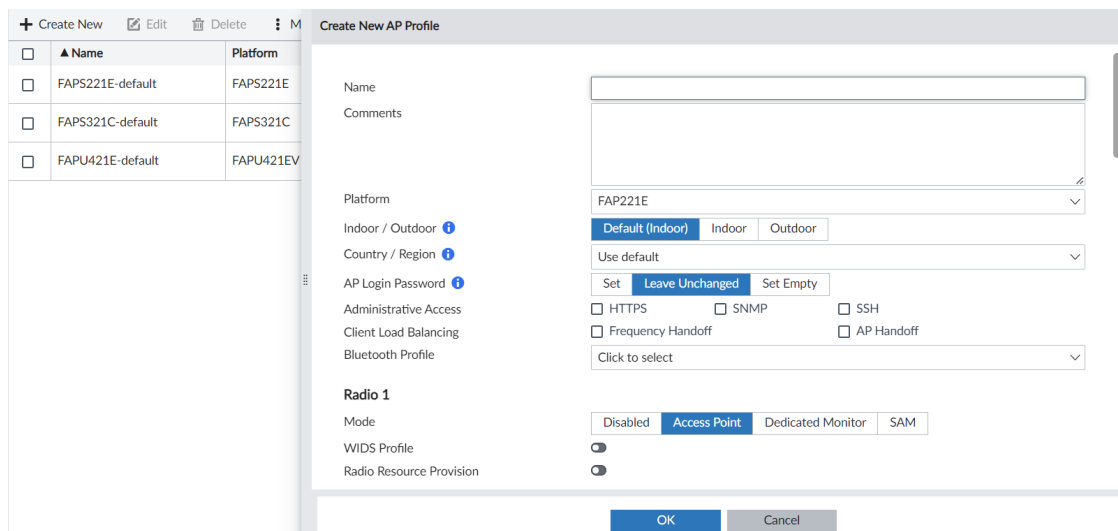 Create New Edit Delete M
Name Platform
FAPS221E-default FAPS221E
FAPS321C-default FAPS321C
FAPU421E-default FAPU421EV
Create New AP Profile
Name
Comments
Platform FAP221E
Indoor / Outdoor Default (Indoor) Indoor Outdoor
Country / Region Use default
AP Login Password Set Leave Unchanged Set Empty
Administrative Access HTTPS SNMP SSH
Client Load Balancing Frequency Handoff AP Handoff
Bluetooth Profile Click to select
Radio 1
Mode Disabled Access Point Dedicated Monitor SAM
WIDS Profile
Radio Resource Provision
OK Cancel